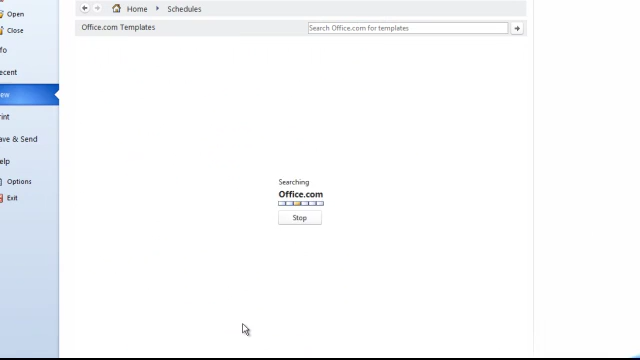 Home Schedules
Office.com Templates
Search Office.com for templates
Open
Close
fo
ecent
ew
int
ave & Send
elp
Options
Exit
Searching
Office.com
Stop